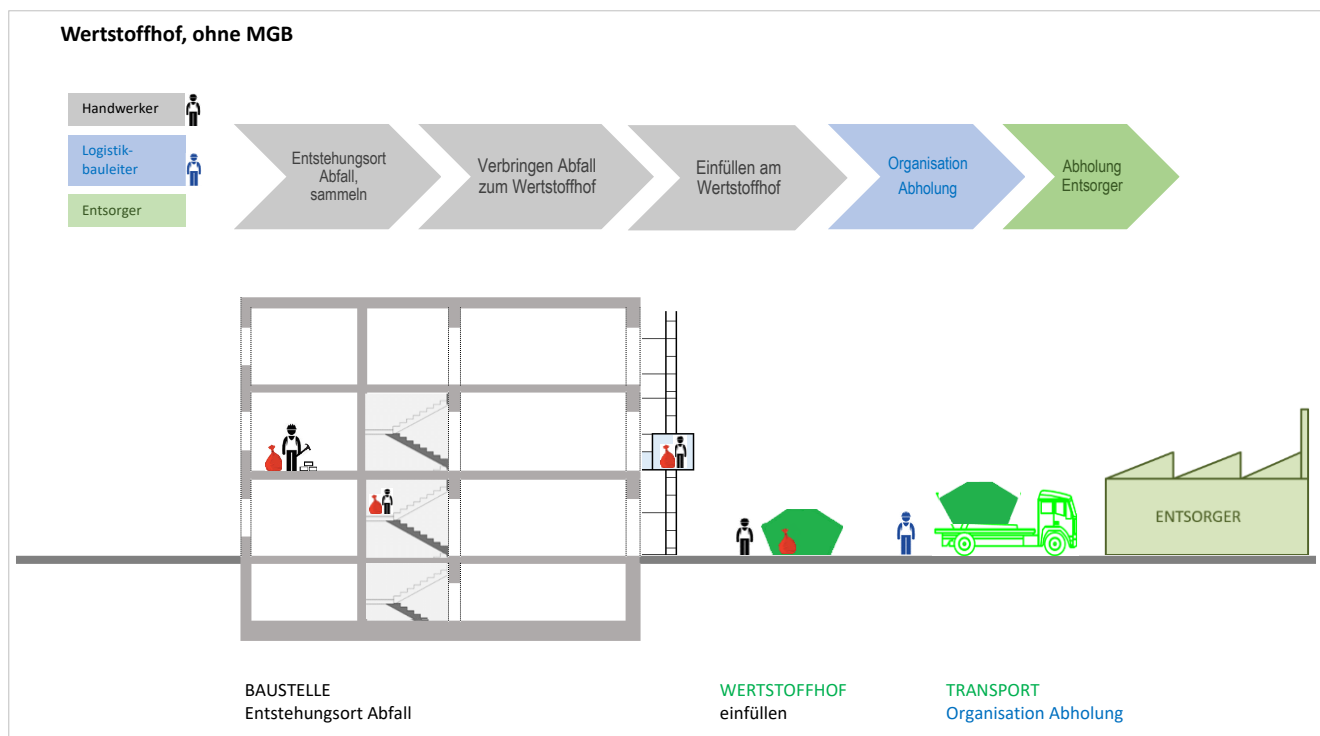 Wertstoffhof, ohne MGB
Handwerker
Logistik-
bauleiter
Entsorger
Entstehungsort
Abfall,
sammeln
Verbringen Abfall
zum Wertstoffhof
Einfüllen am
Wertstoffhof
Organisation
Abholung
Abholung
Entsorger
ENTSORGER
BAUSTELLE
Entstehungsort Abfall
WERTSTOFFHOF
einfüllen
TRANSPORT
Organisation Abholung